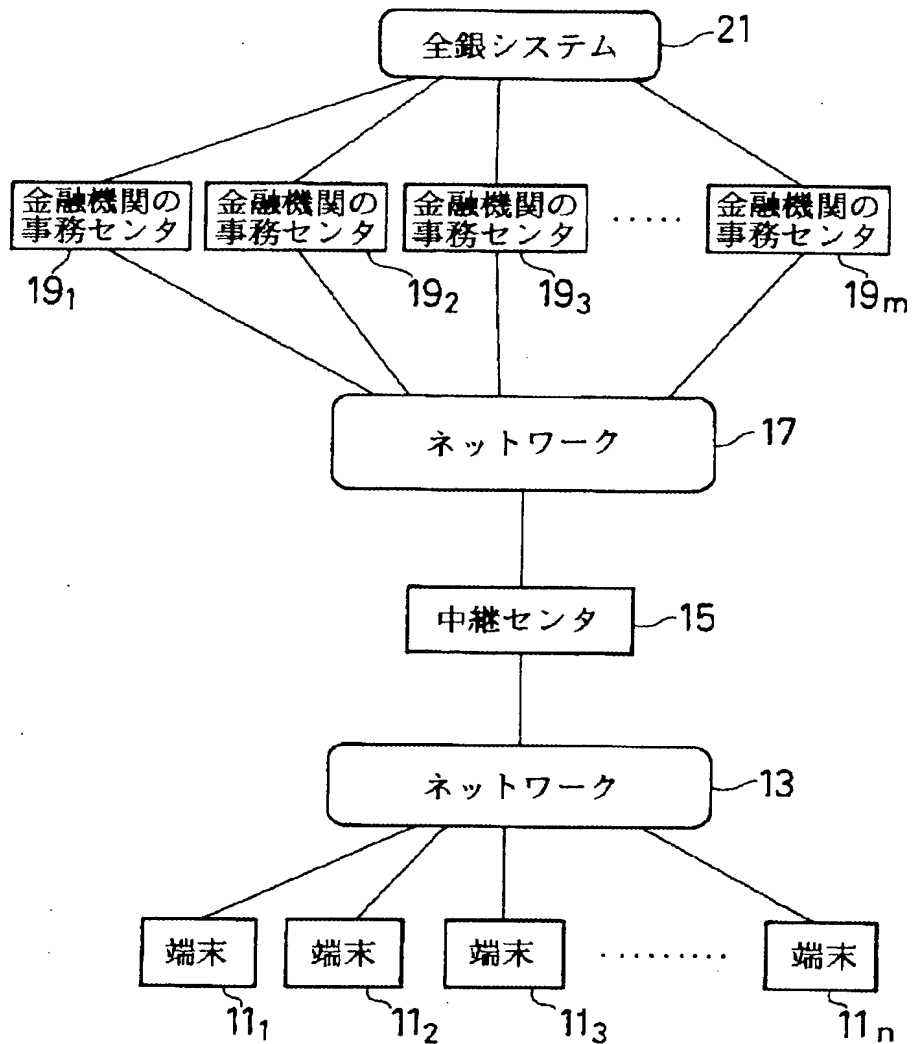 全銀システム
21
金融機関の
事務センタ
金融機関の
事務センタ
金融機関の
事務センタ
・・・・・
金融機関の
事務センタ
19₁
19₂
19₃
19ₘ
ネットワーク
17
中継センタ
15
ネットワーク
13
端末
端末
端末
・・・・・・・・・
端末
11₁
11₂
11₃
11ₙ